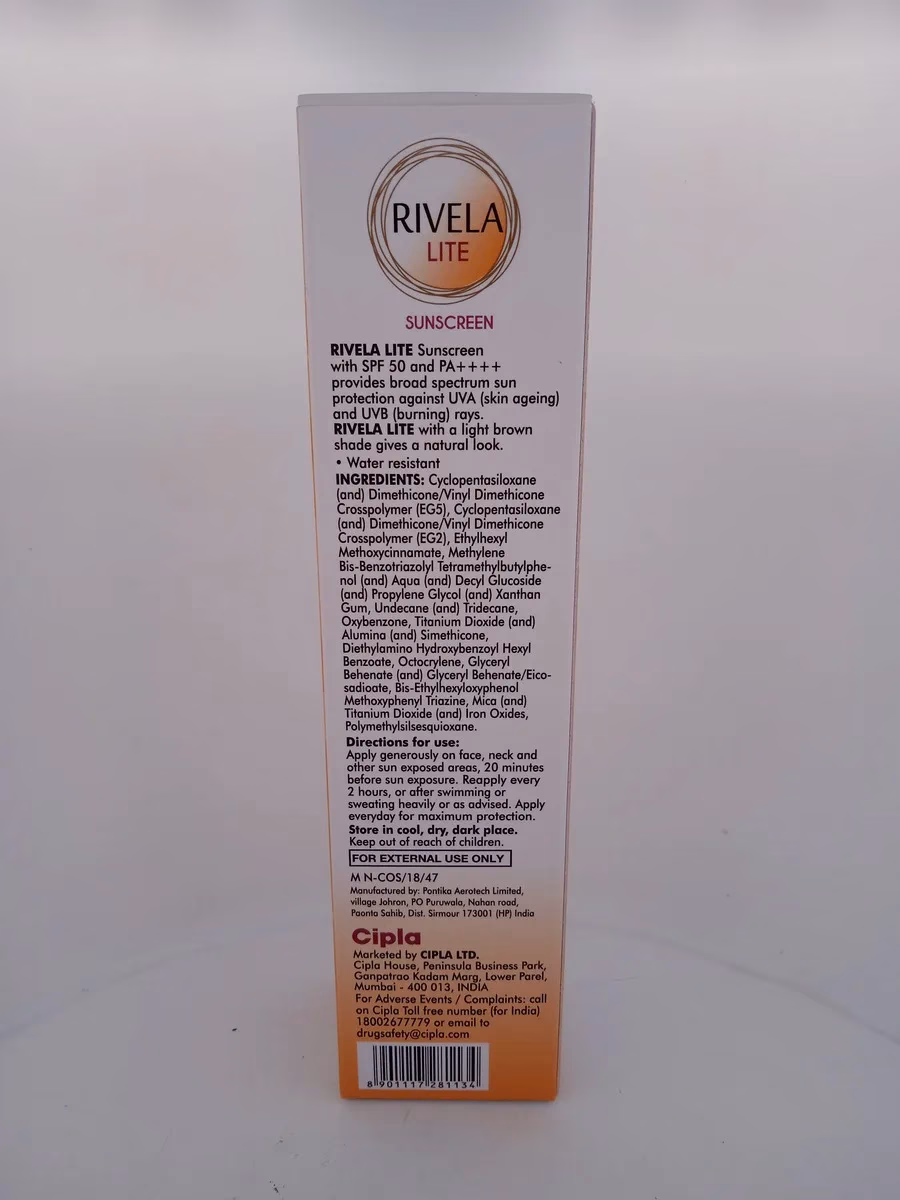 RIVELA
LITE
SUNSCREEN
RIVELA LITE Sunscreen
with SPF 50 and PA++++
provides broad spectrum sun
protection against UVA (skin ageing)
and UVB (burning) rays.
RIVELA LITE with a light brown
shade gives a natural look.
• Water resistant
INGREDIENTS: Cyclopentasiloxane
(and) Dimethicone/Vinyl Dimethicone
Crosspolymer (EG5), Cyclopentasiloxane
(and) Dimethicone/Vinyl Dimethicone
Crosspolymer (EG2), Ethylhexyl
Methoxycinnamate, Methylene
Bis-Benzotriazolyl Tetramethylbutylphe-
nol (and) Aqua (and) Decyl Glucoside
(and) Propylene Glycol (and) Xanthan
Gum, Undecane (and) Tridecane,
Oxybenzone, Titanium Dioxide (and)
Alumina (and) Simethicone,
Diethylamino Hydroxybenzoyl Hexyl
Benzoate, Octocrylene, Glyceryl
Behenate (and) Glyceryl Behenate/Eico-
sadioate, Bis-Ethylhexyloxyphenol
Methoxyphenyl Triazine, Mica (and)
Titanium Dioxide (and) Iron Oxides,
Polymethylsilsesquioxane.
Directions for use:
Apply generously on face, neck and
other sun exposed areas, 20 minutes
before sun exposure. Reapply every
2 hours, or after swimming or
sweating heavily or as advised. Apply
everyday for maximum protection.
Store in cool, dry, dark place.
Keep out of reach of children.
FOR EXTERNAL USE ONLY
M N-COS/18/47
Manufactured by: Pontika Aerotech Limited,
village Johron, PO Puruwala, Nahan road,
Paonta Sahib, Dist. Sirmour 173001 (HP) India
Cipla
Marketed by CIPLA LTD.
Cipla House, Peninsula Business Park,
Ganpatrao Kadam Marg, Lower Parel,
Mumbai - 400 013, INDIA
For Adverse Events / Complaints: call
on Cipla Toll free number (for India)
18002677779 or email to
drugsafety@cipla.com
8 901117 281134